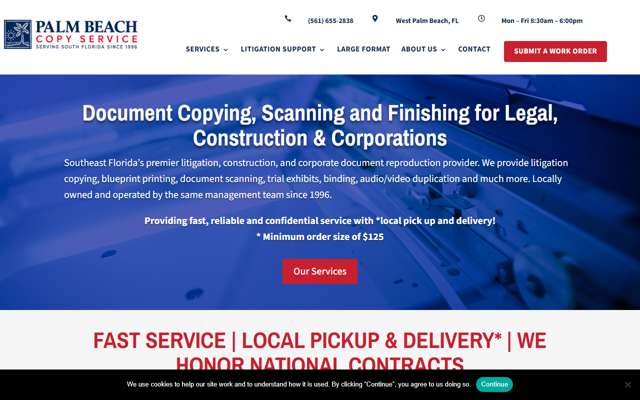 PALM BEACH
COPY SERVICE
SERVING SOUTH FLORIDA SINCE 1996
(561) 655-2838
West Palm Beach, FL
Mon – Fri 8:30am – 6:00pm
SERVICES
LITIGATION SUPPORT
LARGE FORMAT
ABOUT US
CONTACT
SUBMIT A WORK ORDER
Document Copying, Scanning and Finishing for Legal,
Construction & Corporations
Southeast Florida's premier litigation, construction, and corporate document reproduction provider. We provide litigation
copying, blueprint printing, document scanning, trial exhibits, binding, audio/video duplication and much more. Locally
owned and operated by the same management team since 1996.
Providing fast, reliable and confidential service with *local pick up and delivery!
* Minimum order size of $125
Our Services
FAST SERVICE | LOCAL PICKUP & DELIVERY* | WE
HONOR NATIONAL CONTRACTS
We use cookies to help our site work and to understand how it is used. By clicking "Continue", you agree to us doing so.
Continue